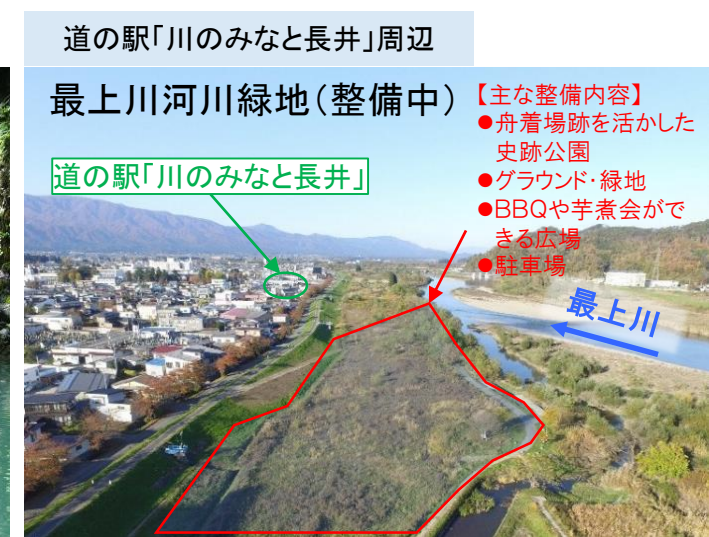 道の駅「川のみなと長井」周辺
最上川河川緑地（整備中）
【主な整備内容】
●舟着場跡を活かした
史跡公園
●グラウンド・緑地
●BBQや芋煮会がで
きる広場
●駐車場
道の駅「川のみなと長井」
最上川